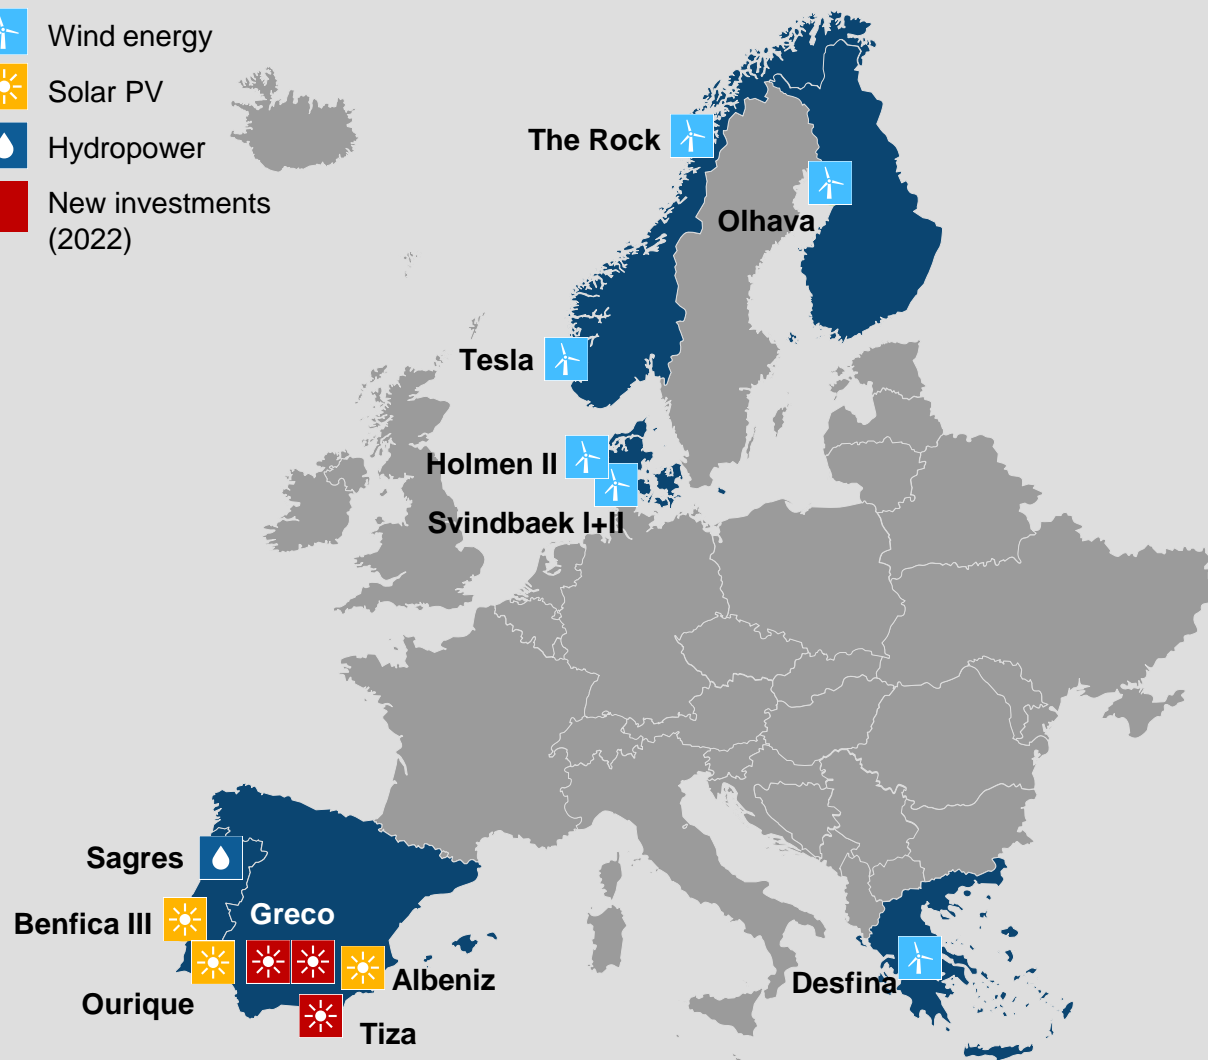 Wind energy
Solar PV
Hydropower
New investments
(2022)
The Rock
Olhava
Tesla
Holmen II
Svindbaek I+II
Sagres
Benfica III
Greco
Ourique
Albeniz
Tiza
Desfina